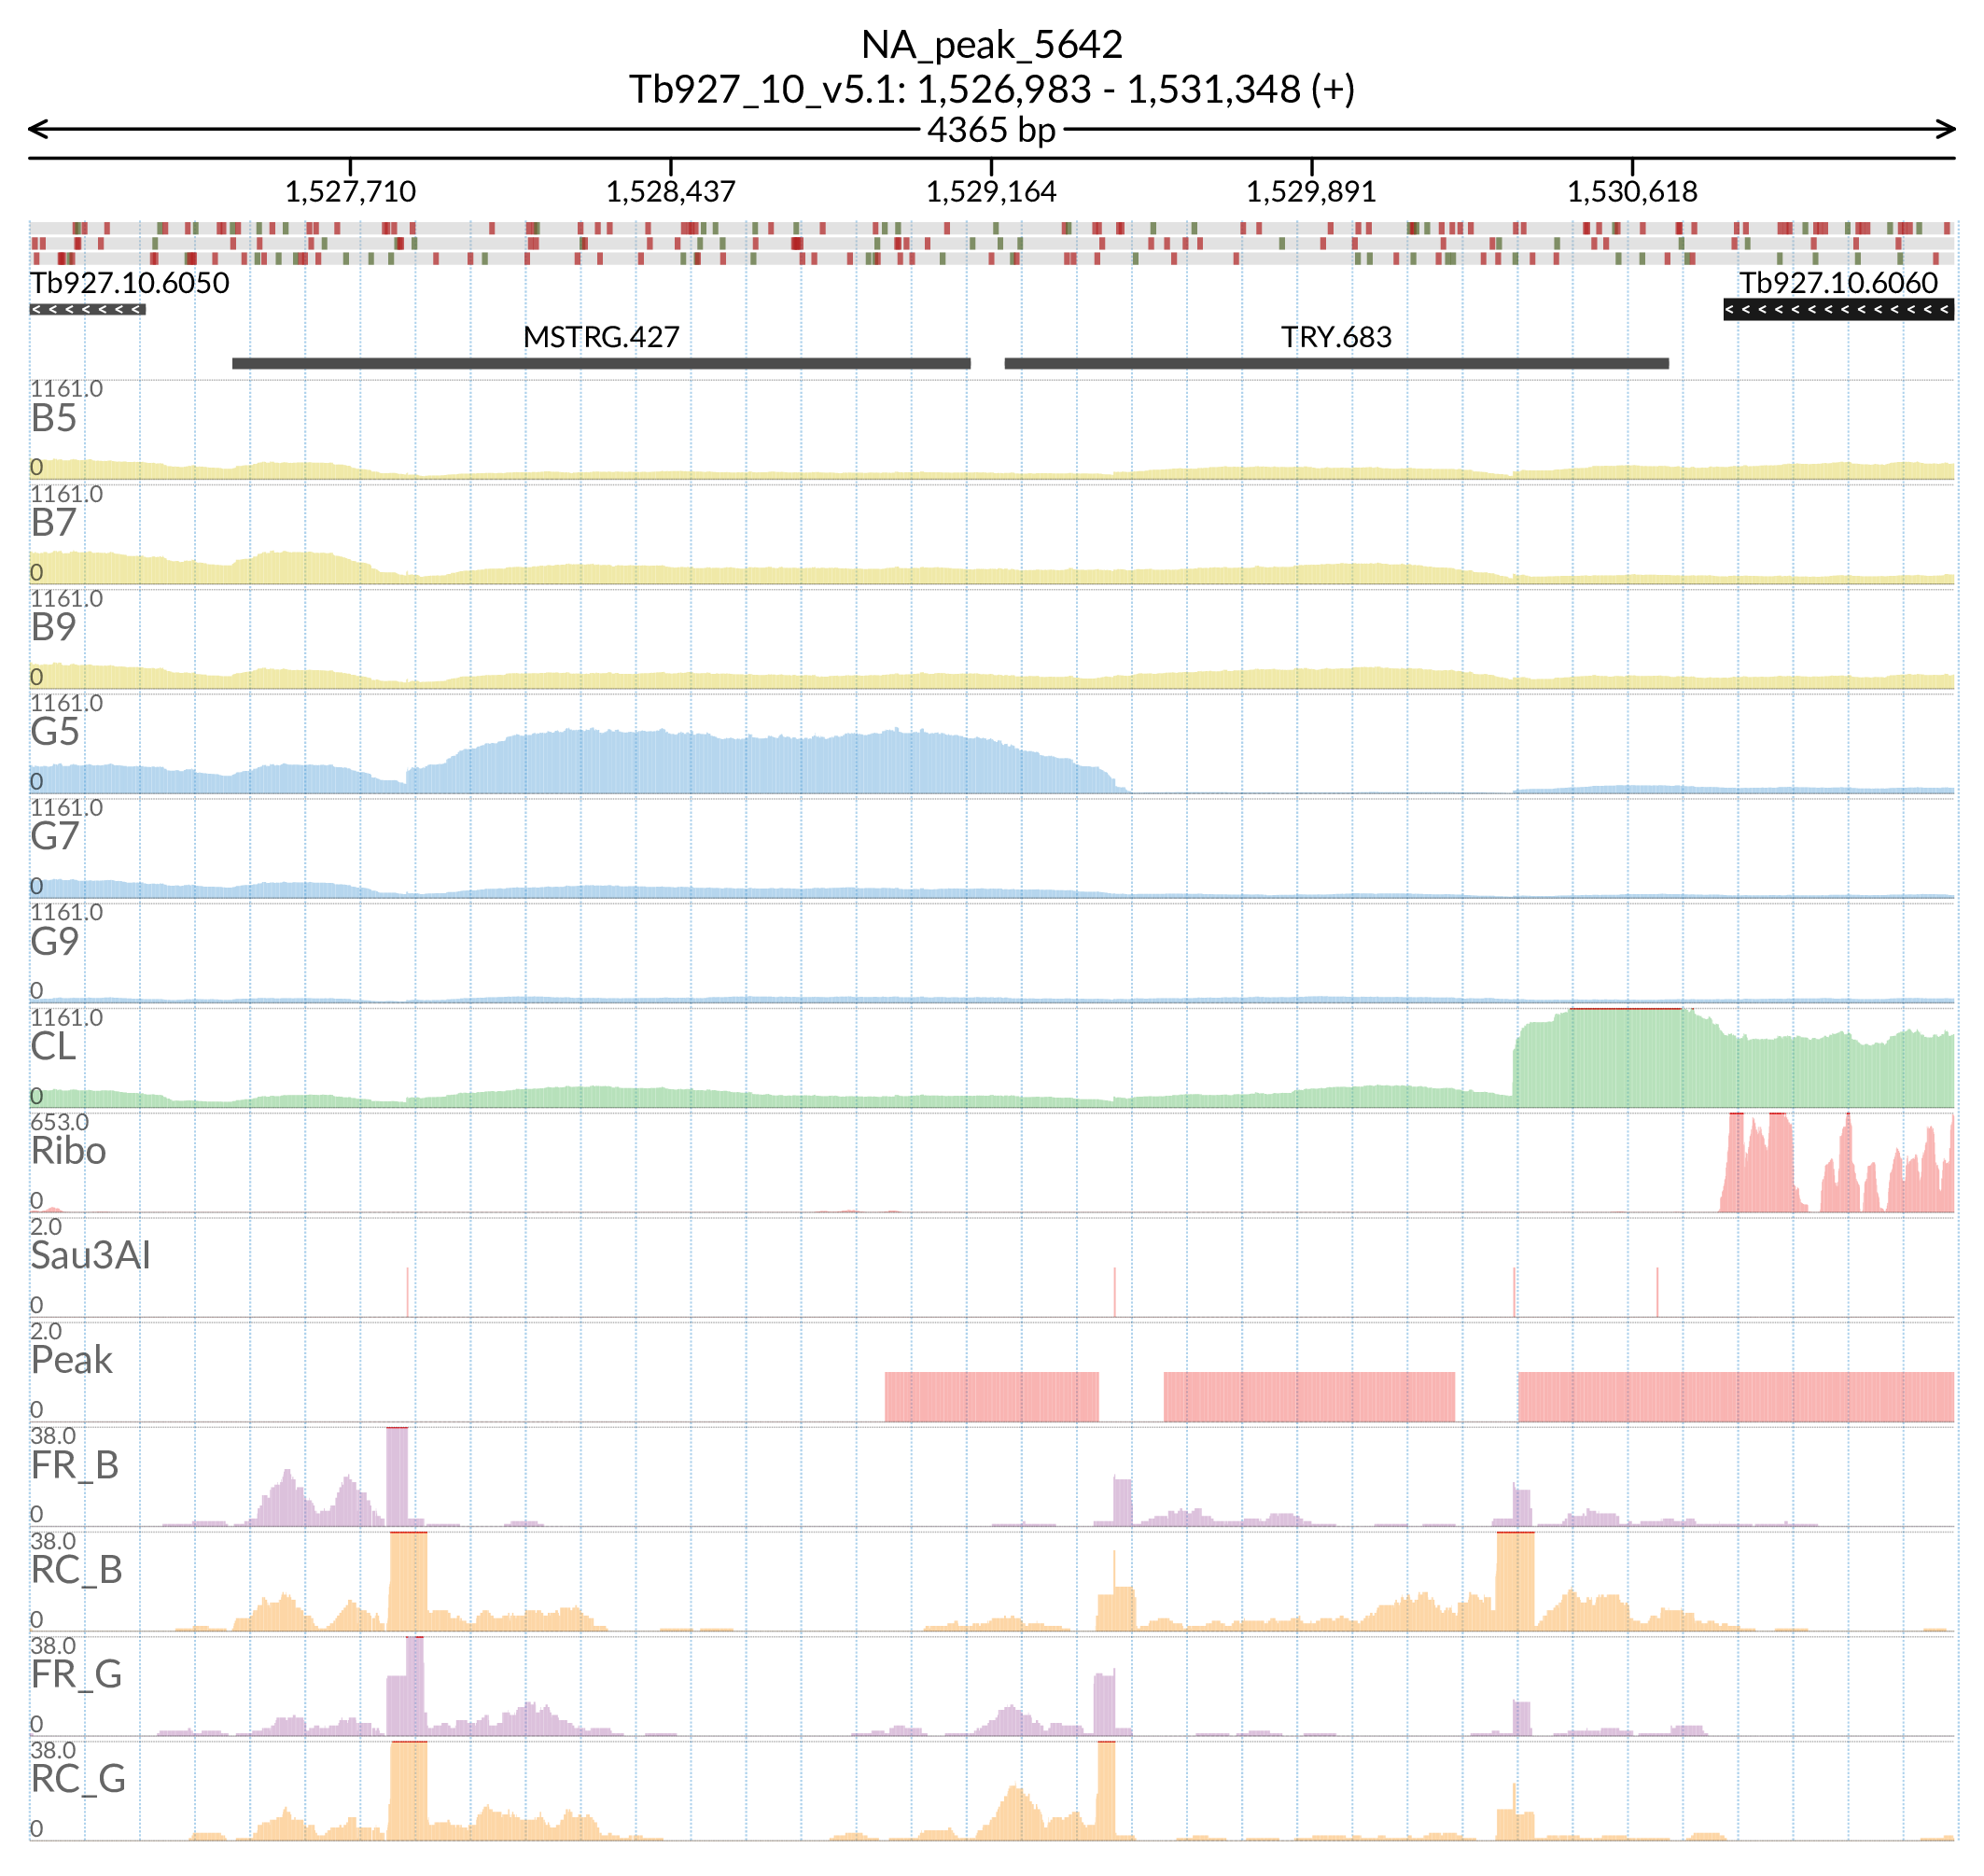 NA_peak_5642
Tb927_10_v5.1: 1,526,983 - 1,531,348 (+)
4365 bp
1,527,710 1,528,437 1,529,164 1,529,891 1,530,618
Tb927.10.6050 Tb927.10.6060
MSTRG.427 TRY.683
1161.0
B5
0
1161.0
B7
0
1161.0
B9
0
1161.0
G5
0
1161.0
G7
0
1161.0
G9
0
1161.0
CL
0
653.0
Ribo
0
2.0
Sau3AI
0
2.0
Peak
0
38.0
FR_B
0
38.0
RC_B
0
38.0
FR_G
0
38.0
RC_G
0